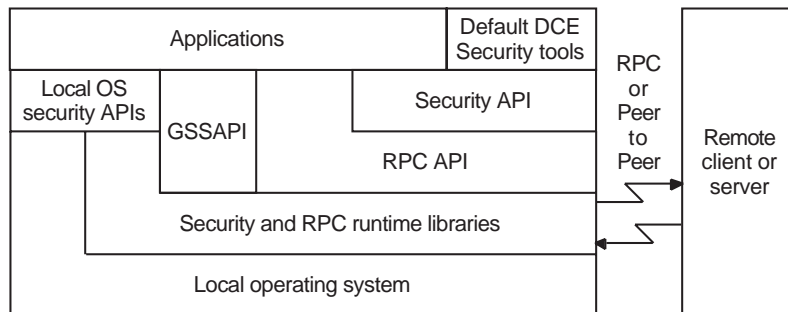 Applications
Default DCE
Security tools
Local OS
security APIs
GSSAPI
Security API
RPC API
Security and RPC runtime libraries
Local operating system
RPC
or
Peer
to
Peer
Remote
client or
server